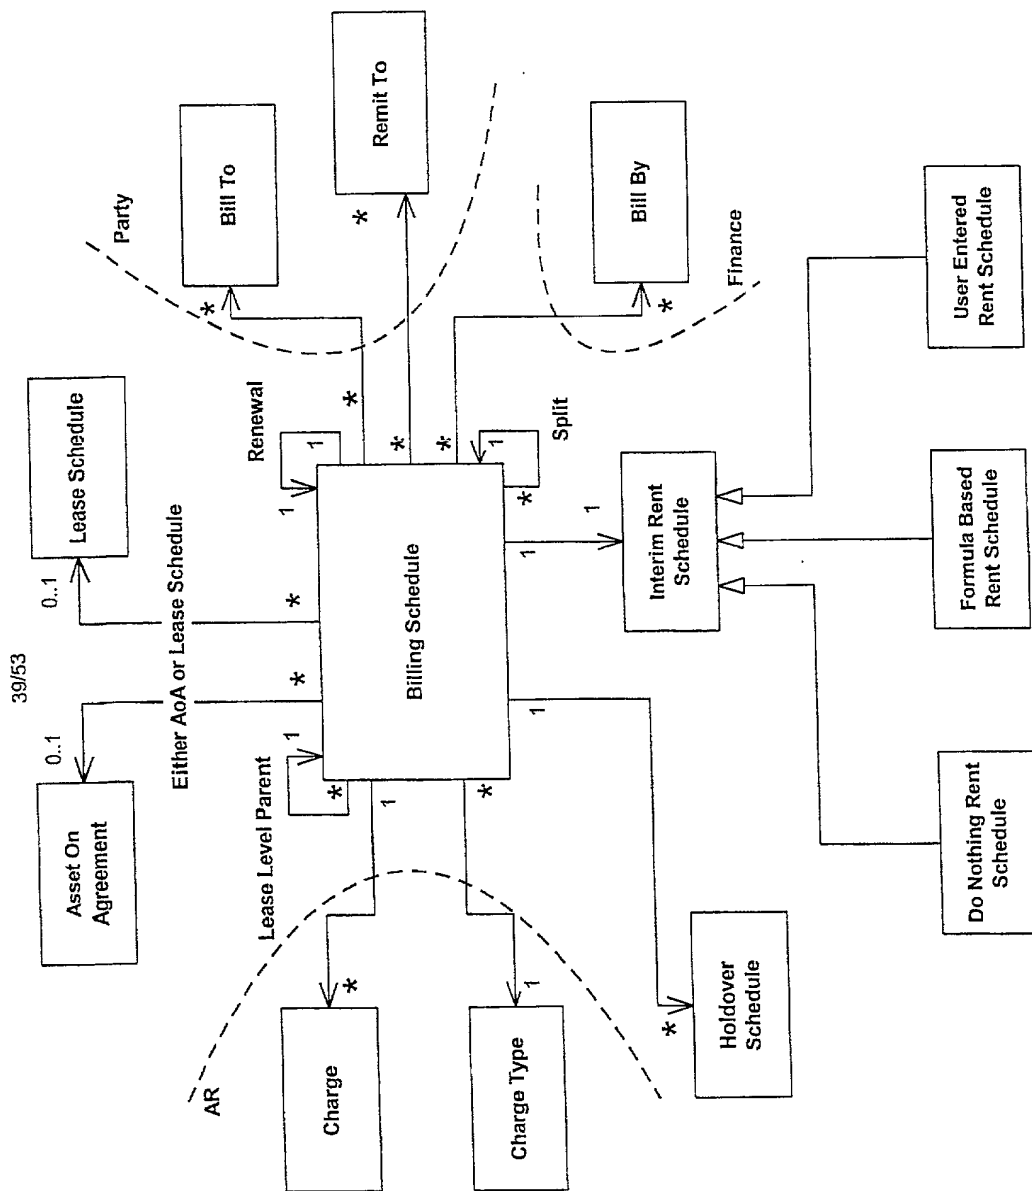 39/53
Asset On
Agreement
0..1
Lease Schedule
0..1
Either AoA or Lease Schedule
*
*
Party
Bill To
*
Remit To
*
AR
Charge
*
Charge Type
1
Lease Level Parent
1
*
1
*
Billing Schedule
Renewal
1
1
*
*
*
1
*
Split
Bill By
*
Finance
1
1
1
Holdover
Schedule
*
Interim Rent
Schedule
Do Nothing Rent
Schedule
Formula Based
Rent Schedule
User Entered
Rent Schedule